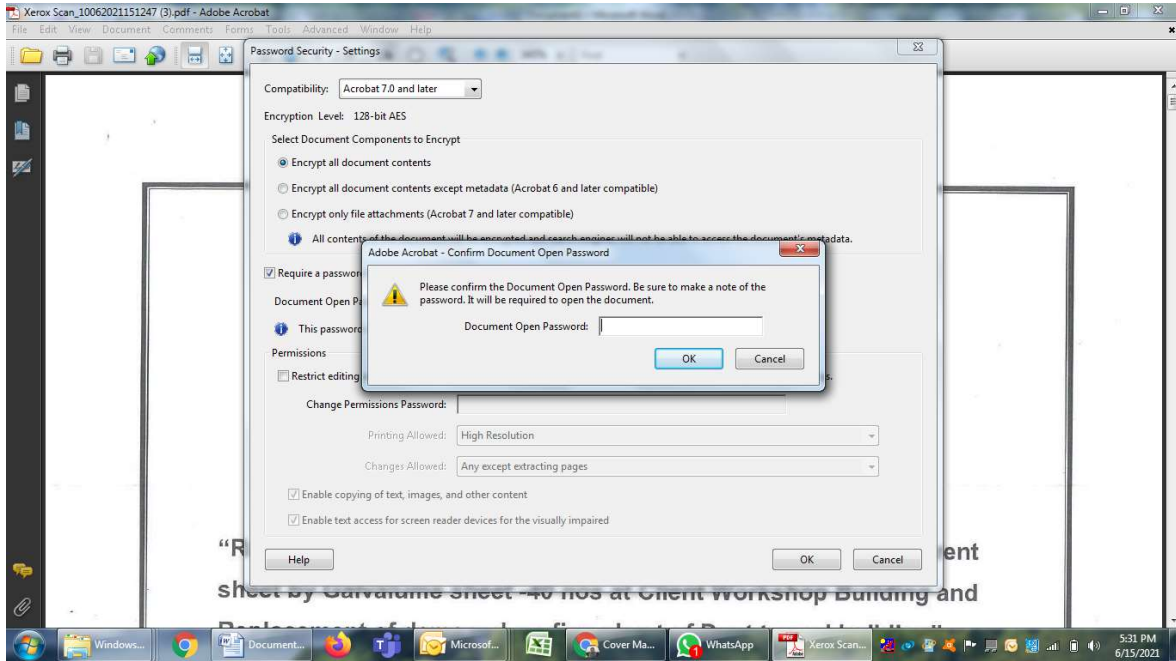 Xerox Scan_10062021151247 (3).pdf - Adobe Acrobat
File Edit View Document Comments Forms Tools Advanced Window Help
Password Security - Settings
Compatibility: Acrobat 7.0 and later
Encryption Level: 128-bit AES
Select Document Components to Encrypt
Encrypt all document contents
Encrypt all document contents except metadata (Acrobat 6 and later compatible)
Encrypt only file attachments (Acrobat 7 and later compatible)
All contents of the document will be encrypted and search engines will not be able to access the document's metadata.
Adobe Acrobat - Confirm Document Open Password
Require a password
Please confirm the Document Open Password. Be sure to make a note of the
password. It will be required to open the document.
Document Open Pa
Document Open Password:
This password
OK Cancel
Permissions
Restrict editing
s.
Change Permissions Password:
Printing Allowed: High Resolution
Changes Allowed: Any except extracting pages
Enable copying of text, images, and other content
Enable text access for screen reader devices for the visually impaired
Help OK Cancel
“R ent
sheet by Galvalume sheet -40 nos at Client Workshop Building and
Windows... Document... Microsof... Cover Ma... WhatsApp Xerox Scan...
1
5:31 PM
6/15/2021